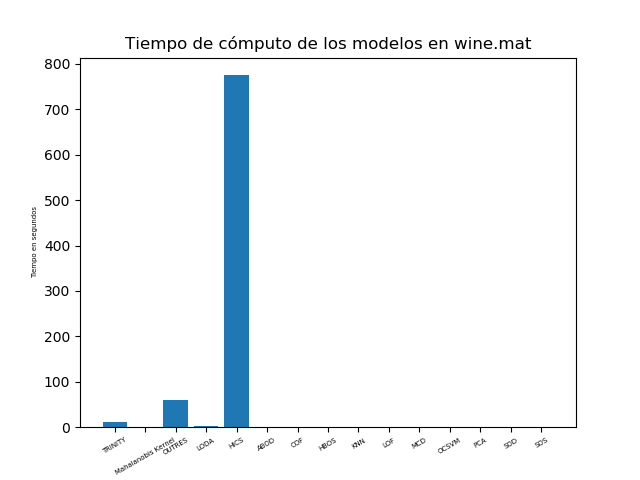 Tiempo de cómputo de los modelos en wine.mat
800
700
600
500
400
300
200
100
0
Tiempo en segundos
TRINITY
Mahalanobis Kernel
OUTRES
LODA
HICS
ABOD
COF
HBOS
KNN
LOF
MCD
OCSVM
PCA
SOD
SOS